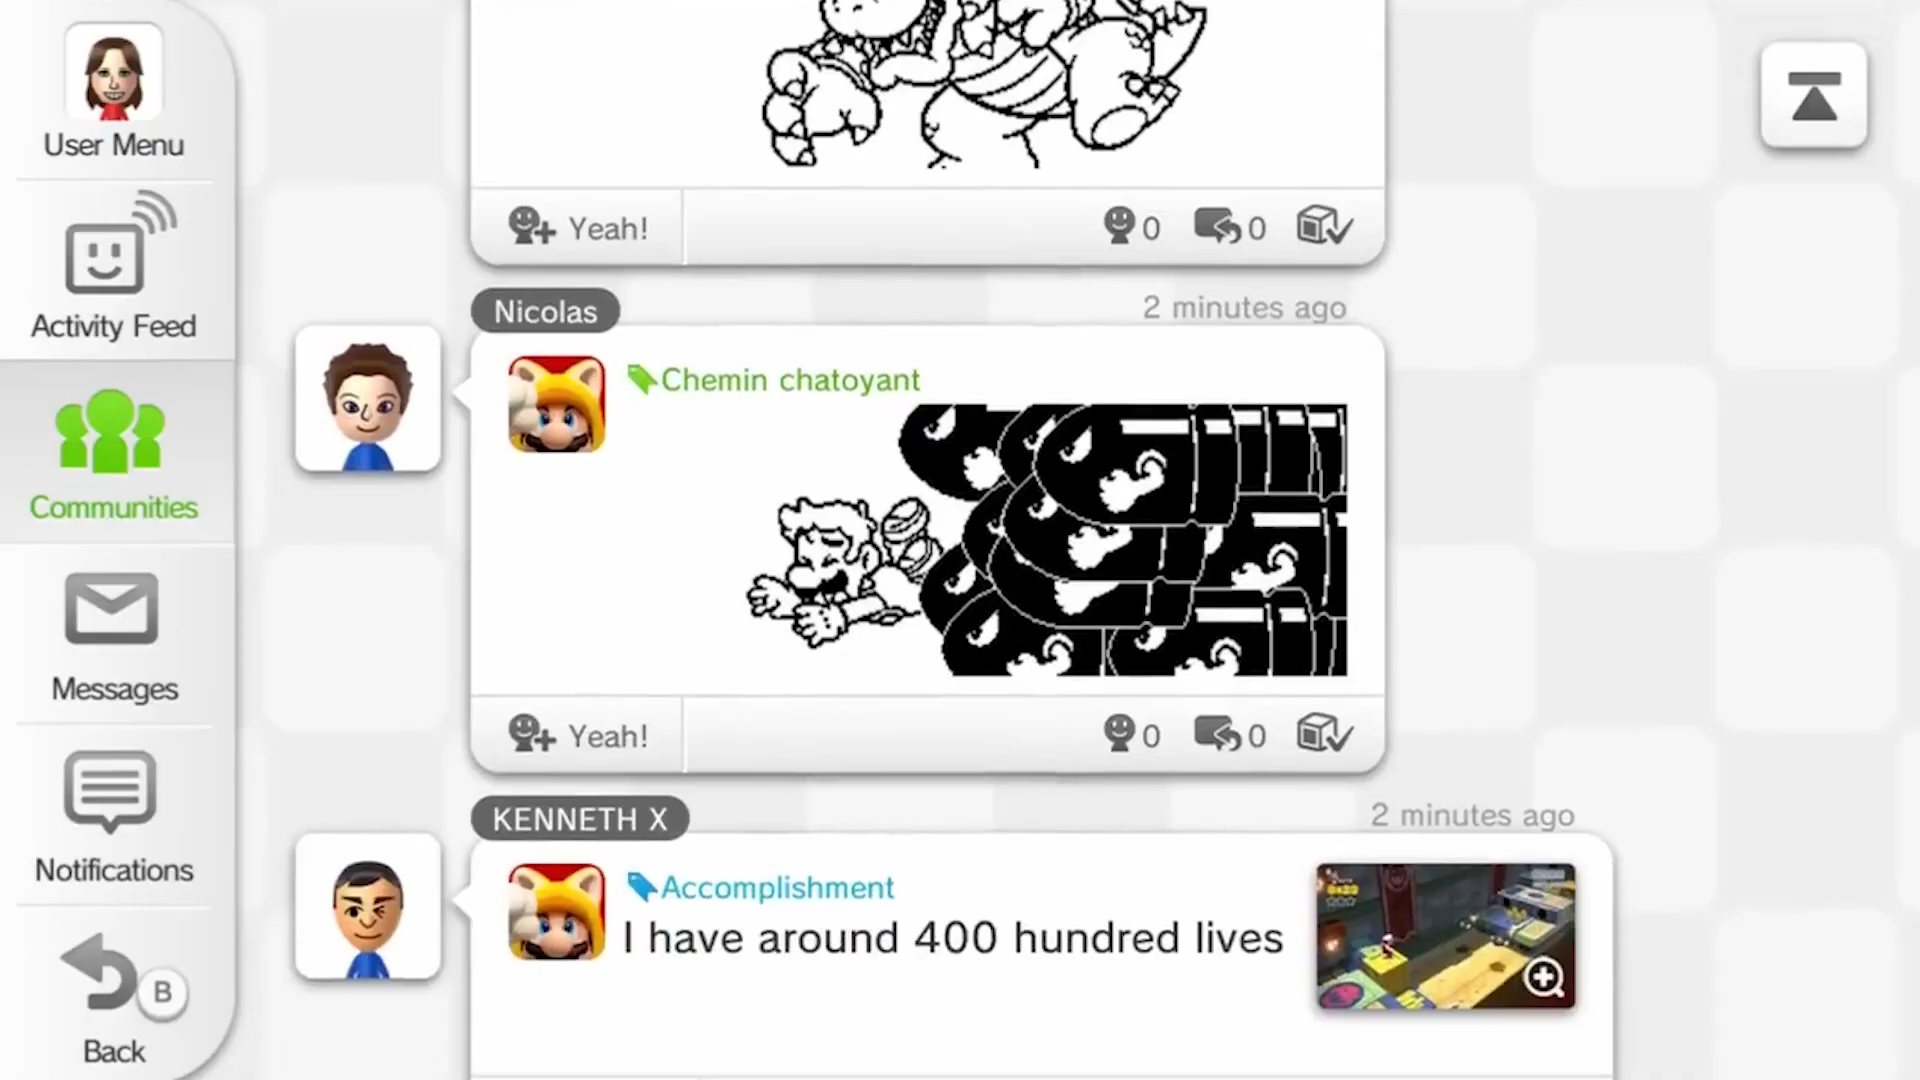 User Menu
Activity Feed
Communities
Messages
Notifications
B
Back
Yeah!
0
0
Nicolas
2 minutes ago
Chemin chatoyant
Yeah!
0
0
KENNETH X
2 minutes ago
Accomplishment
I have around 400 hundred lives